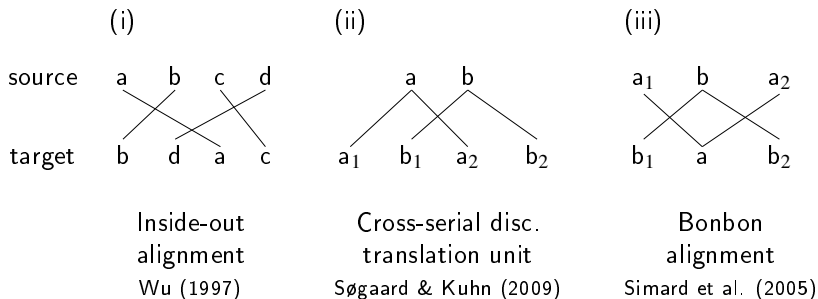 (i) (ii) (iii)
source a b c d a b a₁ b a₂
target b d a c a₁ b₁ a₂ b₂ b₁ a b₂
Inside-out Cross-serial disc. Bonbon
alignment translation unit alignment
Wu (1997) Søgaard & Kuhn (2009) Simard et al. (2005)